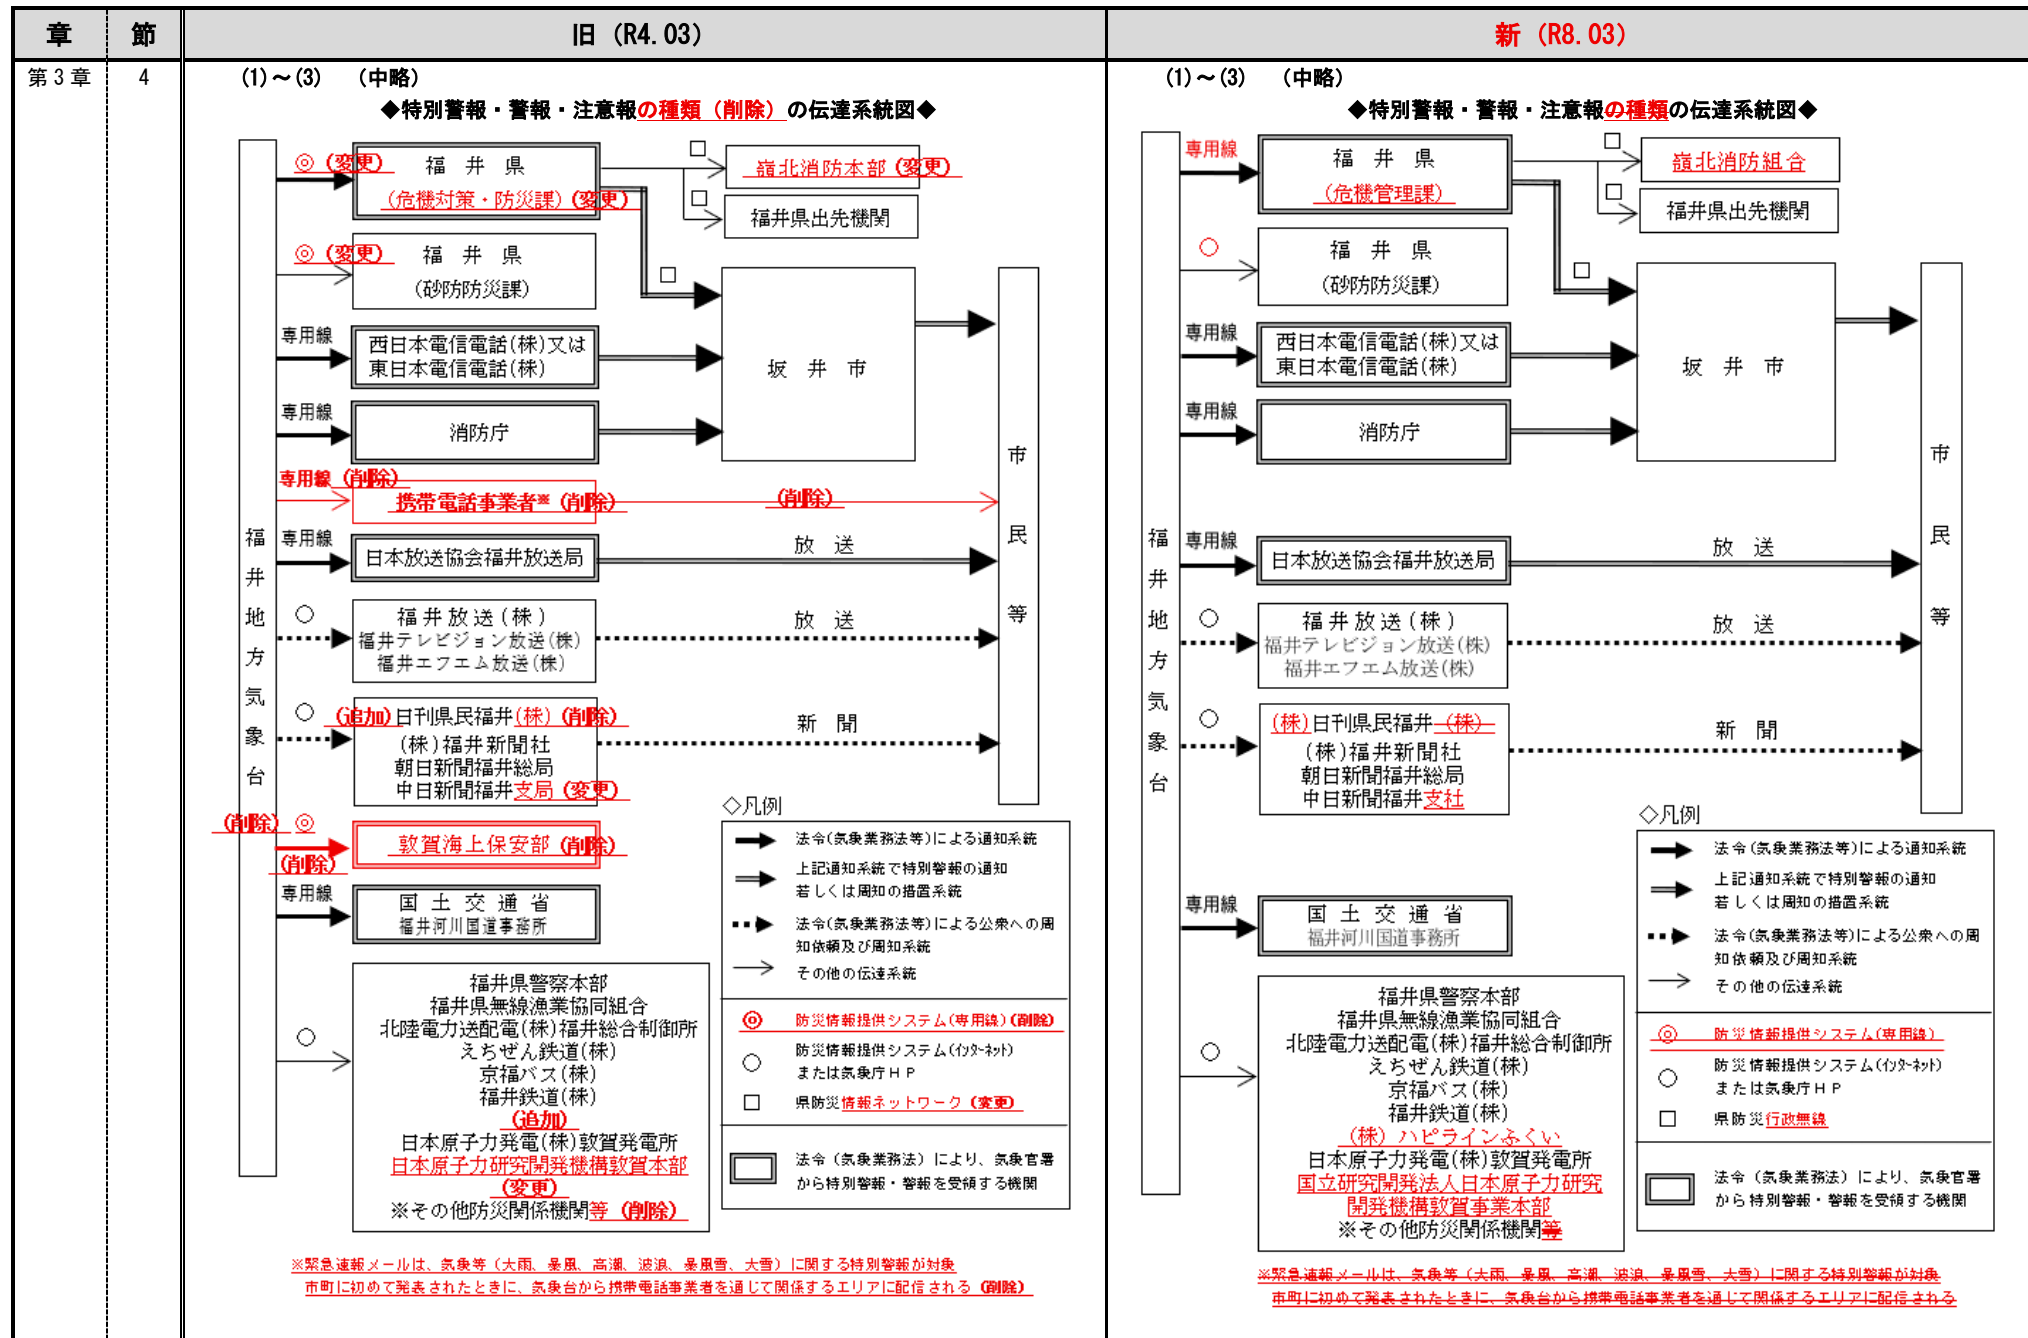 章 節 旧（R4.03） 新（R8.03）
第3章 4
(1)～(3)　（中略）
◆特別警報・警報・注意報の種類（削除）の伝達系統図◆
福井地方気象台
◎（変更）
福井県
（危機対策・防災課）（変更）
□
嶺北消防本部（変更）
□
福井県出先機関
◎（変更）
福井県
（砂防防災課）
□
専用線
西日本電信電話(株)又は
東日本電信電話(株)
坂井市
専用線
消防庁
市民等
専用線（削除）
携帯電話事業者※（削除）
（削除）
専用線
日本放送協会福井放送局
放送
○
福井放送(株)
福井テレビジョン放送(株)
福井エフエム放送(株)
放送
○
（追加）日刊県民福井(株)（削除）
(株)福井新聞社
朝日新聞福井総局
中日新聞福井支局（変更）
新聞
（削除）◎
（削除）
敦賀海上保安部（削除）
専用線
国土交通省
福井河川国道事務所
○
福井県警察本部
福井県無線漁業協同組合
北陸電力送配電(株)福井総合制御所
えちぜん鉄道(株)
京福バス(株)
福井鉄道(株)
（追加）
日本原子力発電(株)敦賀発電所
日本原子力研究開発機構敦賀本部
（変更）
※その他防災関係機関等（削除）
◇凡例
法令(気象業務法等)による通知系統
上記通知系統で特別警報の通知
若しくは周知の措置系統
法令(気象業務法等)による公衆への周
知依頼及び周知系統
その他の伝達系統
◎ 防災情報提供システム(専用線)（削除）
○ 防災情報提供システム(インターネット)
または気象庁ＨＰ
□ 県防災情報ネットワーク（変更）
法令（気象業務法）により、気象官署
から特別警報・警報を受領する機関
※緊急速報メールは、気象等（大雨、暴風、高潮、波浪、暴風雪、大雪）に関する特別警報が対象
市町に初めて発表されたときに、気象台から携帯電話事業者を通じて関係するエリアに配信される（削除）
(1)～(3)　（中略）
◆特別警報・警報・注意報の種類の伝達系統図◆
福井地方気象台
専用線
福井県
（危機管理課）
□
嶺北消防組合
□
福井県出先機関
○
福井県
（砂防防災課）
□
専用線
西日本電信電話(株)又は
東日本電信電話(株)
坂井市
専用線
消防庁
市民等
専用線
日本放送協会福井放送局
放送
○
福井放送(株)
福井テレビジョン放送(株)
福井エフエム放送(株)
放送
○
(株)日刊県民福井(株)
(株)福井新聞社
朝日新聞福井総局
中日新聞福井支社
新聞
専用線
国土交通省
福井河川国道事務所
○
福井県警察本部
福井県無線漁業協同組合
北陸電力送配電(株)福井総合制御所
えちぜん鉄道(株)
京福バス(株)
福井鉄道(株)
（株）ハピラインふくい
日本原子力発電(株)敦賀発電所
国立研究開発法人日本原子力研究
開発機構敦賀事業本部
※その他防災関係機関等
◇凡例
法令(気象業務法等)による通知系統
上記通知系統で特別警報の通知
若しくは周知の措置系統
法令(気象業務法等)による公衆への周
知依頼及び周知系統
その他の伝達系統
◎ 防災情報提供システム(専用線)
○ 防災情報提供システム(インターネット)
または気象庁ＨＰ
□ 県防災行政無線
法令（気象業務法）により、気象官署
から特別警報・警報を受領する機関
※緊急速報メールは、気象等（大雨、暴風、高潮、波浪、暴風雪、大雪）に関する特別警報が対象
市町に初めて発表されたときに、気象台から携帯電話事業者を通じて関係するエリアに配信される